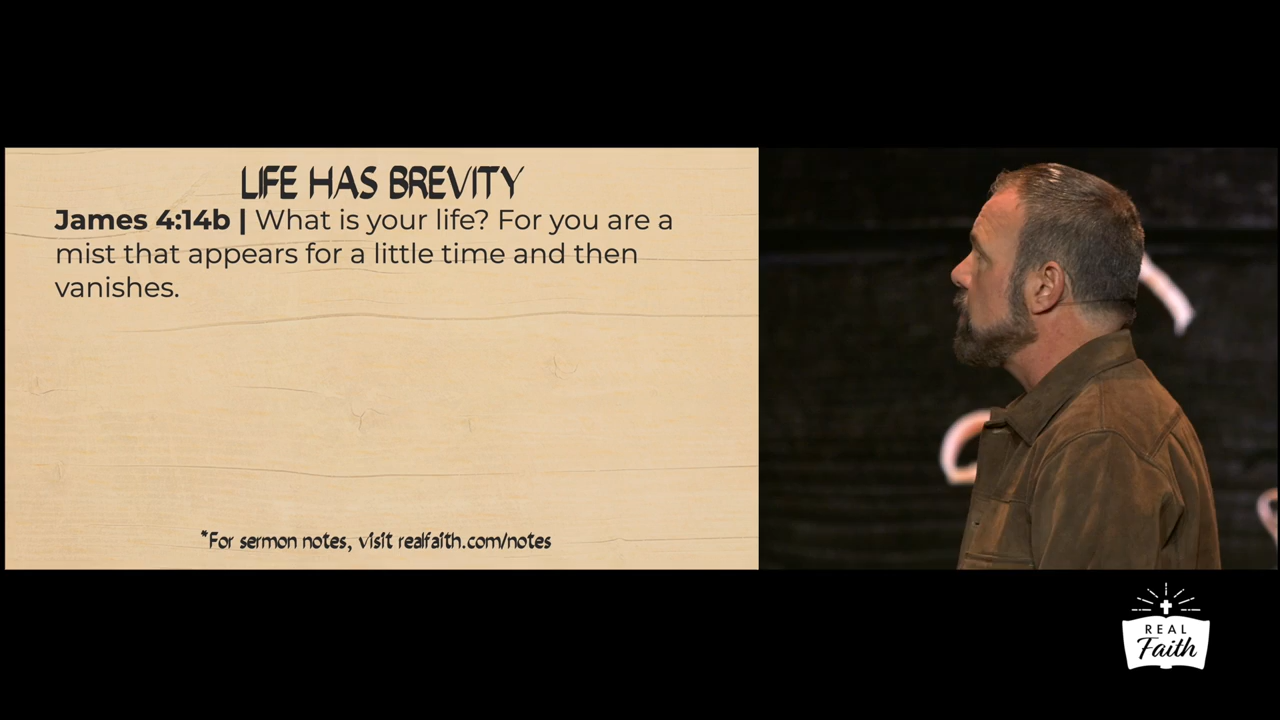 LIFE HAS BREVITY
James 4:14b | What is your life? For you are a
mist that appears for a little time and then
vanishes.
*For sermon notes, visit realfaith.com/notes
REAL
Faith